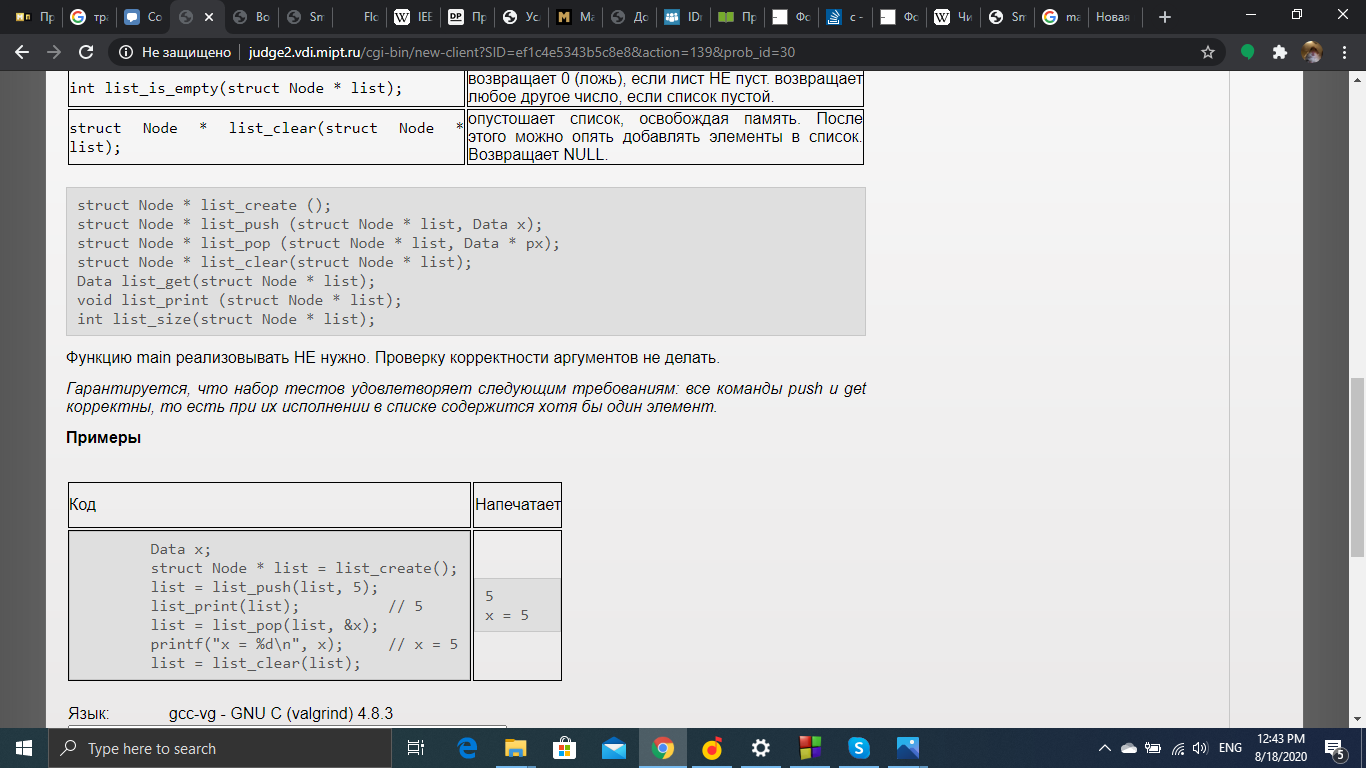 Пр
тра
Со
Во
Sm
Flo
IEE
DP
Пр
Ус
M
Ма
До
IDi
Пр
Фс
с -
Фс
Чи
Sm
ma
Новая
Не защищено | judge2.vdi.mipt.ru/cgi-bin/new-client?SID=ef1c4e5343b5c8e8&action=139&prob_id=30
int list_is_empty(struct Node * list);
возвращает 0 (ложь), если лист НЕ пуст. возвращает
любое другое число, если список пустой.
struct Node * list_clear(struct Node *
list);
опустошает список, освобождая память. После
этого можно опять добавлять элементы в список.
Возвращает NULL.
struct Node * list_create ();
struct Node * list_push (struct Node * list, Data x);
struct Node * list_pop (struct Node * list, Data * px);
struct Node * list_clear(struct Node * list);
Data list_get(struct Node * list);
void list_print (struct Node * list);
int list_size(struct Node * list);
Функцию main реализовывать НЕ нужно. Проверку корректности аргументов не делать.
Гарантируется, что набор тестов удовлетворяет следующим требованиям: все команды push и get
корректны, то есть при их исполнении в списке содержится хотя бы один элемент.
Примеры
Код
Напечатает
Data x;
struct Node * list = list_create();
list = list_push(list, 5);
list_print(list); // 5
list = list_pop(list, &x);
printf("x = %d\n", x); // x = 5
list = list_clear(list);
5
x = 5
Язык: gcc-vg - GNU C (valgrind) 4.8.3
Type here to search
ENG
12:43 PM
8/18/2020
5